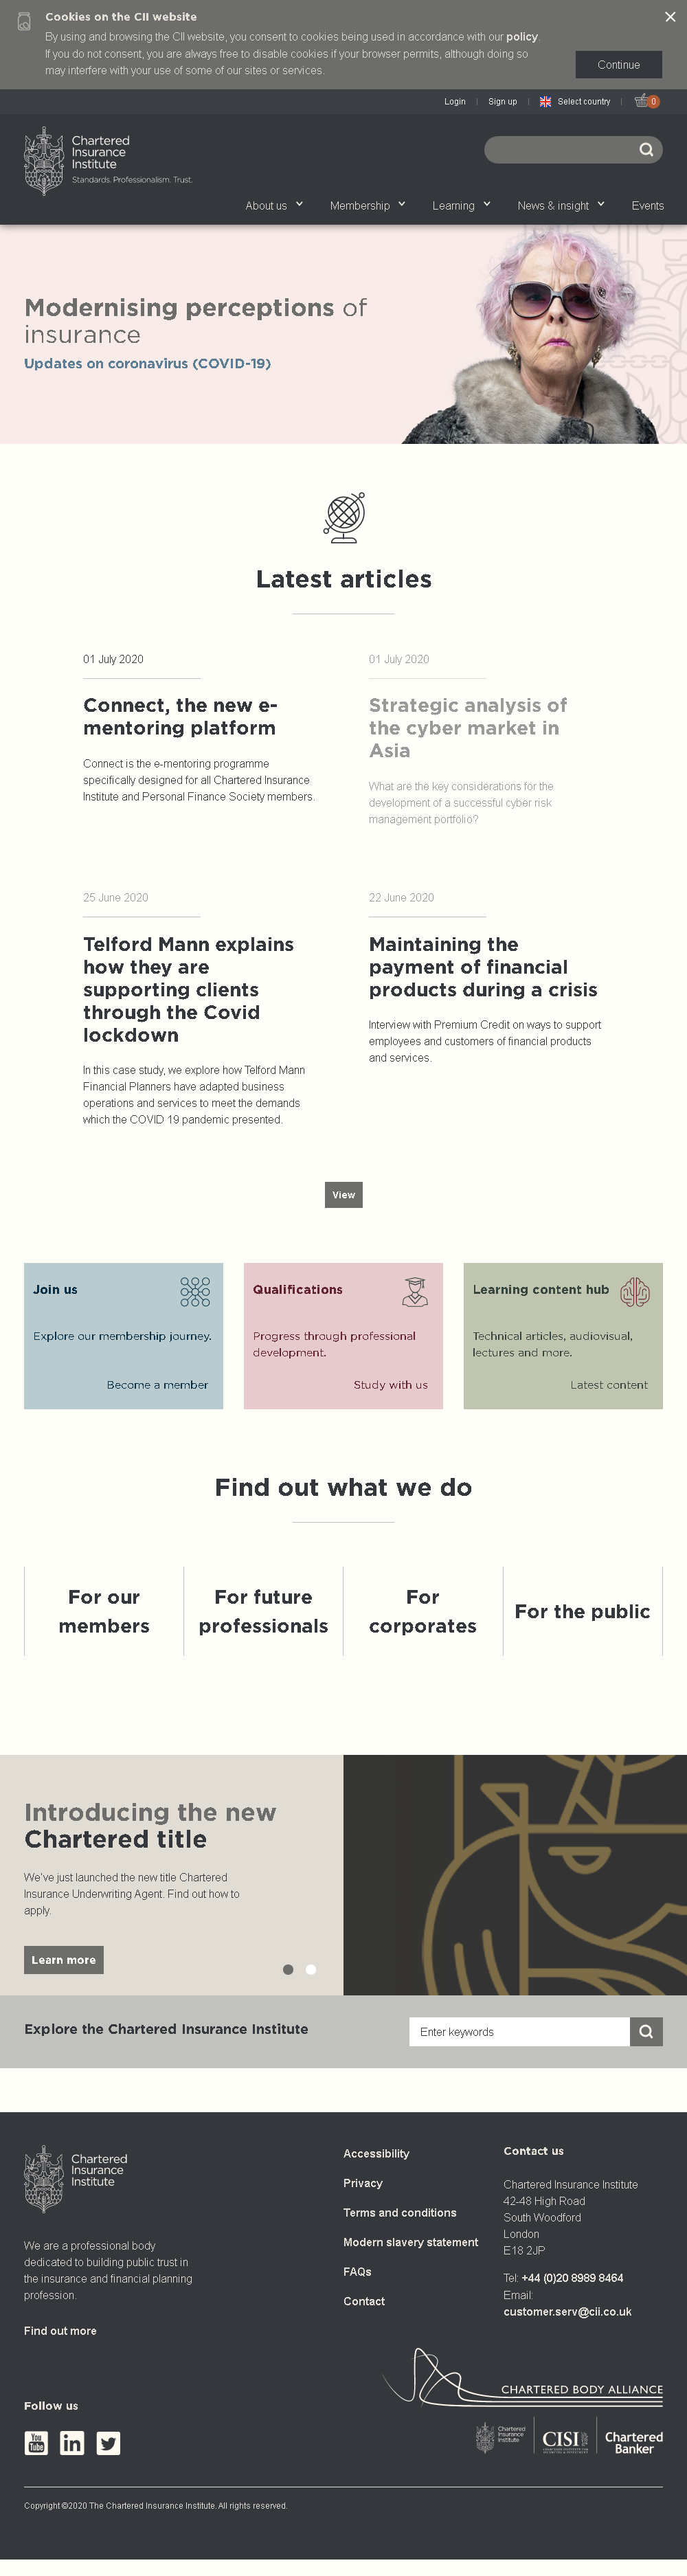 Cookies on the CII website
By using and browsing the CII website, you consent to cookies being used in accordance with our policy.
If you do not consent, you are always free to disable cookies if your browser permits, although doing so
may interfere with your use of some of our sites or services.
Continue
Login
Sign up
Select country
0
Chartered
Insurance
Institute
Standards. Professionalism. Trust.
About us
Membership
Learning
News & insight
Events
Modernising perceptions of
insurance
Updates on coronavirus (COVID-19)
Latest articles
01 July 2020
Connect, the new e-
mentoring platform
Connect is the e-mentoring programme
specifically designed for all Chartered Insurance
Institute and Personal Finance Society members.
01 July 2020
Strategic analysis of
the cyber market in
Asia
What are the key considerations for the
development of a successful cyber risk
management portfolio?
25 June 2020
Telford Mann explains
how they are
supporting clients
through the Covid
lockdown
In this case study, we explore how Telford Mann
Financial Planners have adapted business
operations and services to meet the demands
which the COVID 19 pandemic presented.
22 June 2020
Maintaining the
payment of financial
products during a crisis
Interview with Premium Credit on ways to support
employees and customers of financial products
and services.
View
Join us
Explore our membership journey.
Become a member
Qualifications
Progress through professional
development.
Study with us
Learning content hub
Technical articles, audiovisual,
lectures and more.
Latest content
Find out what we do
For our
members
For future
professionals
For
corporates
For the public
Introducing the new
Chartered title
We've just launched the new title Chartered
Insurance Underwriting Agent. Find out how to
apply.
Learn more
Explore the Chartered Insurance Institute
Enter keywords
Chartered
Insurance
Institute
We are a professional body
dedicated to building public trust in
the insurance and financial planning
profession.
Find out more
Accessibility
Privacy
Terms and conditions
Modern slavery statement
FAQs
Contact
Contact us
Chartered Insurance Institute
42-48 High Road
South Woodford
London
E18 2JP
Tel: +44 (0)20 8989 8464
Email:
customer.serv@cii.co.uk
CHARTERED BODY ALLIANCE
Chartered
Insurance
Institute
CISI
Chartered
Banker
Follow us
You
Tube
in
Copyright ©2020 The Chartered Insurance Institute. All rights reserved.